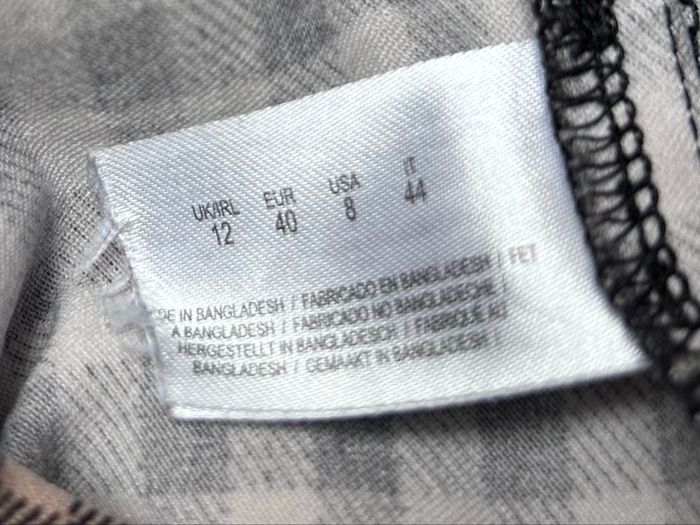 UK/IRL EUR USA IT
12 40 8 44
DE IN BANGLADESH / FABRICADO EN BANGLADESH / FET
A BANGLADESH / FABRICADO NO BANGLADECHE /
HERGESTELLT IN BANGLADESCH / FABRIQUE AU
BANGLADESH / GEMAAKT IN BANGLADESH /